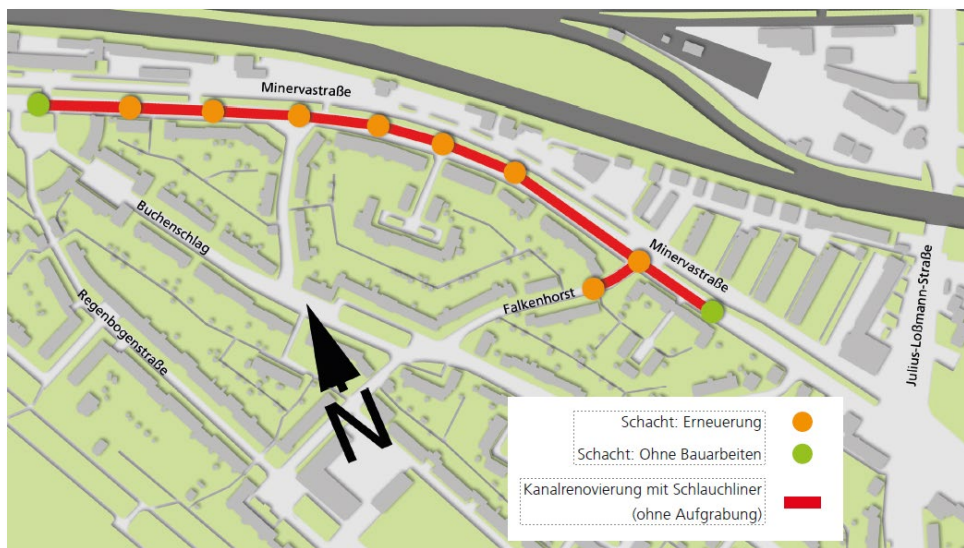 Minervastraße
Buchenschlag
Regenbogenstraße
Falkenhorst
Minervastraße
Julius-Loßmann-Straße
N
Schacht: Erneuerung
Schacht: Ohne Bauarbeiten
Kanalrenovierung mit Schlauchliner
(ohne Aufgrabung)